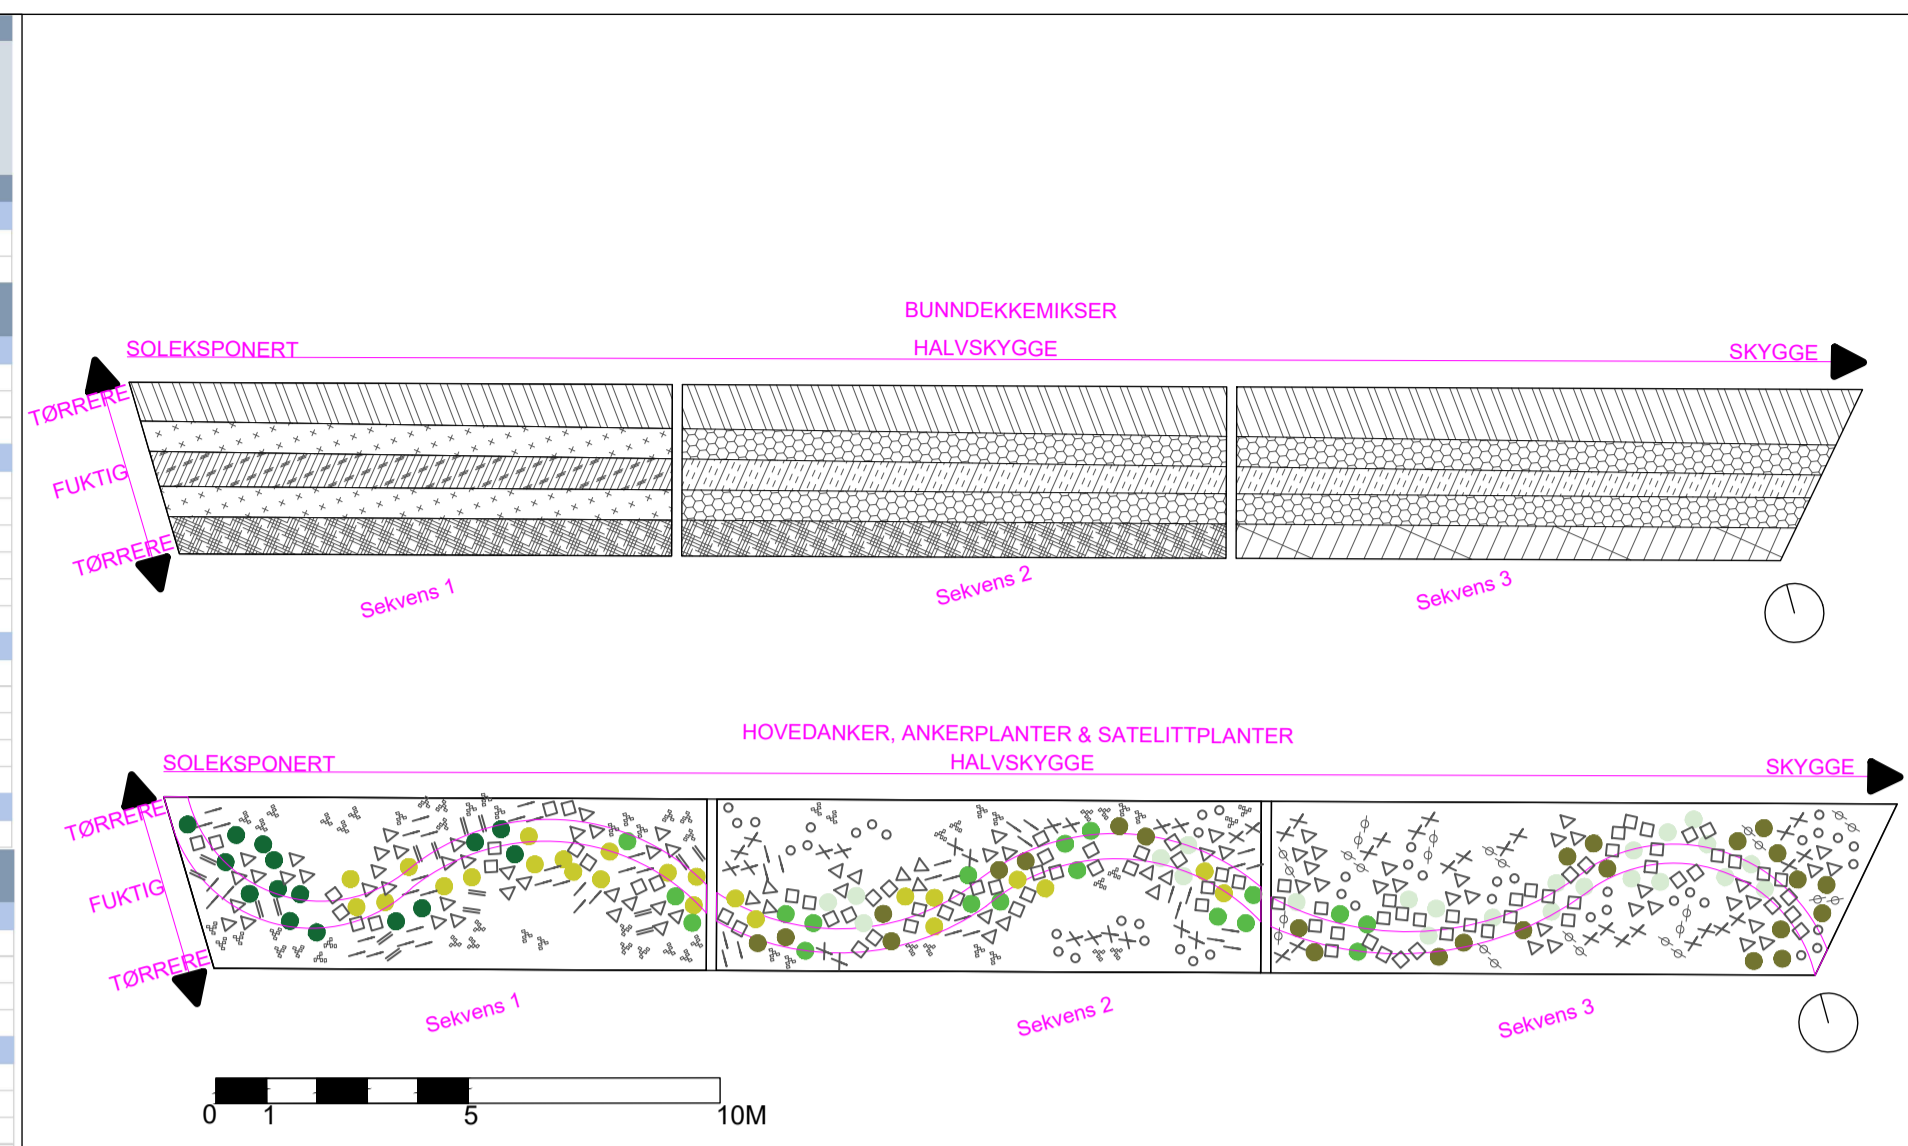 BUNNDEKKEMIKSER
SOLEKSPONERT
HALVSKYGGE
SKYGGE
TØRRERE
FUKTIG
TØRRERE
Sekvens 1
Sekvens 2
Sekvens 3
HOVEDANKER, ANKERPLANTER & SATELITTPLANTER
SOLEKSPONERT
HALVSKYGGE
SKYGGE
TØRRERE
FUKTIG
TØRRERE
Sekvens 1
Sekvens 2
Sekvens 3
0 1 5 10M